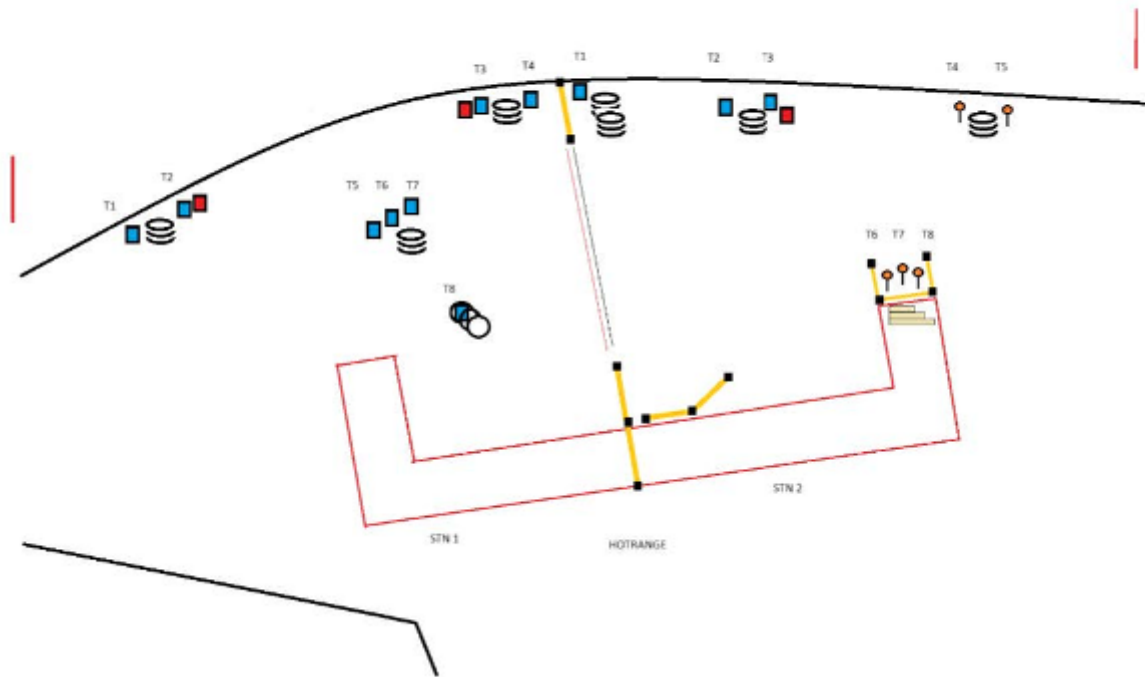 T3 T4 T1 T2 T3 T4 T5
T1 T2
T5 T6 T7
T6 T7 T8
T8
STN 2
STN 1
HOTRANGE